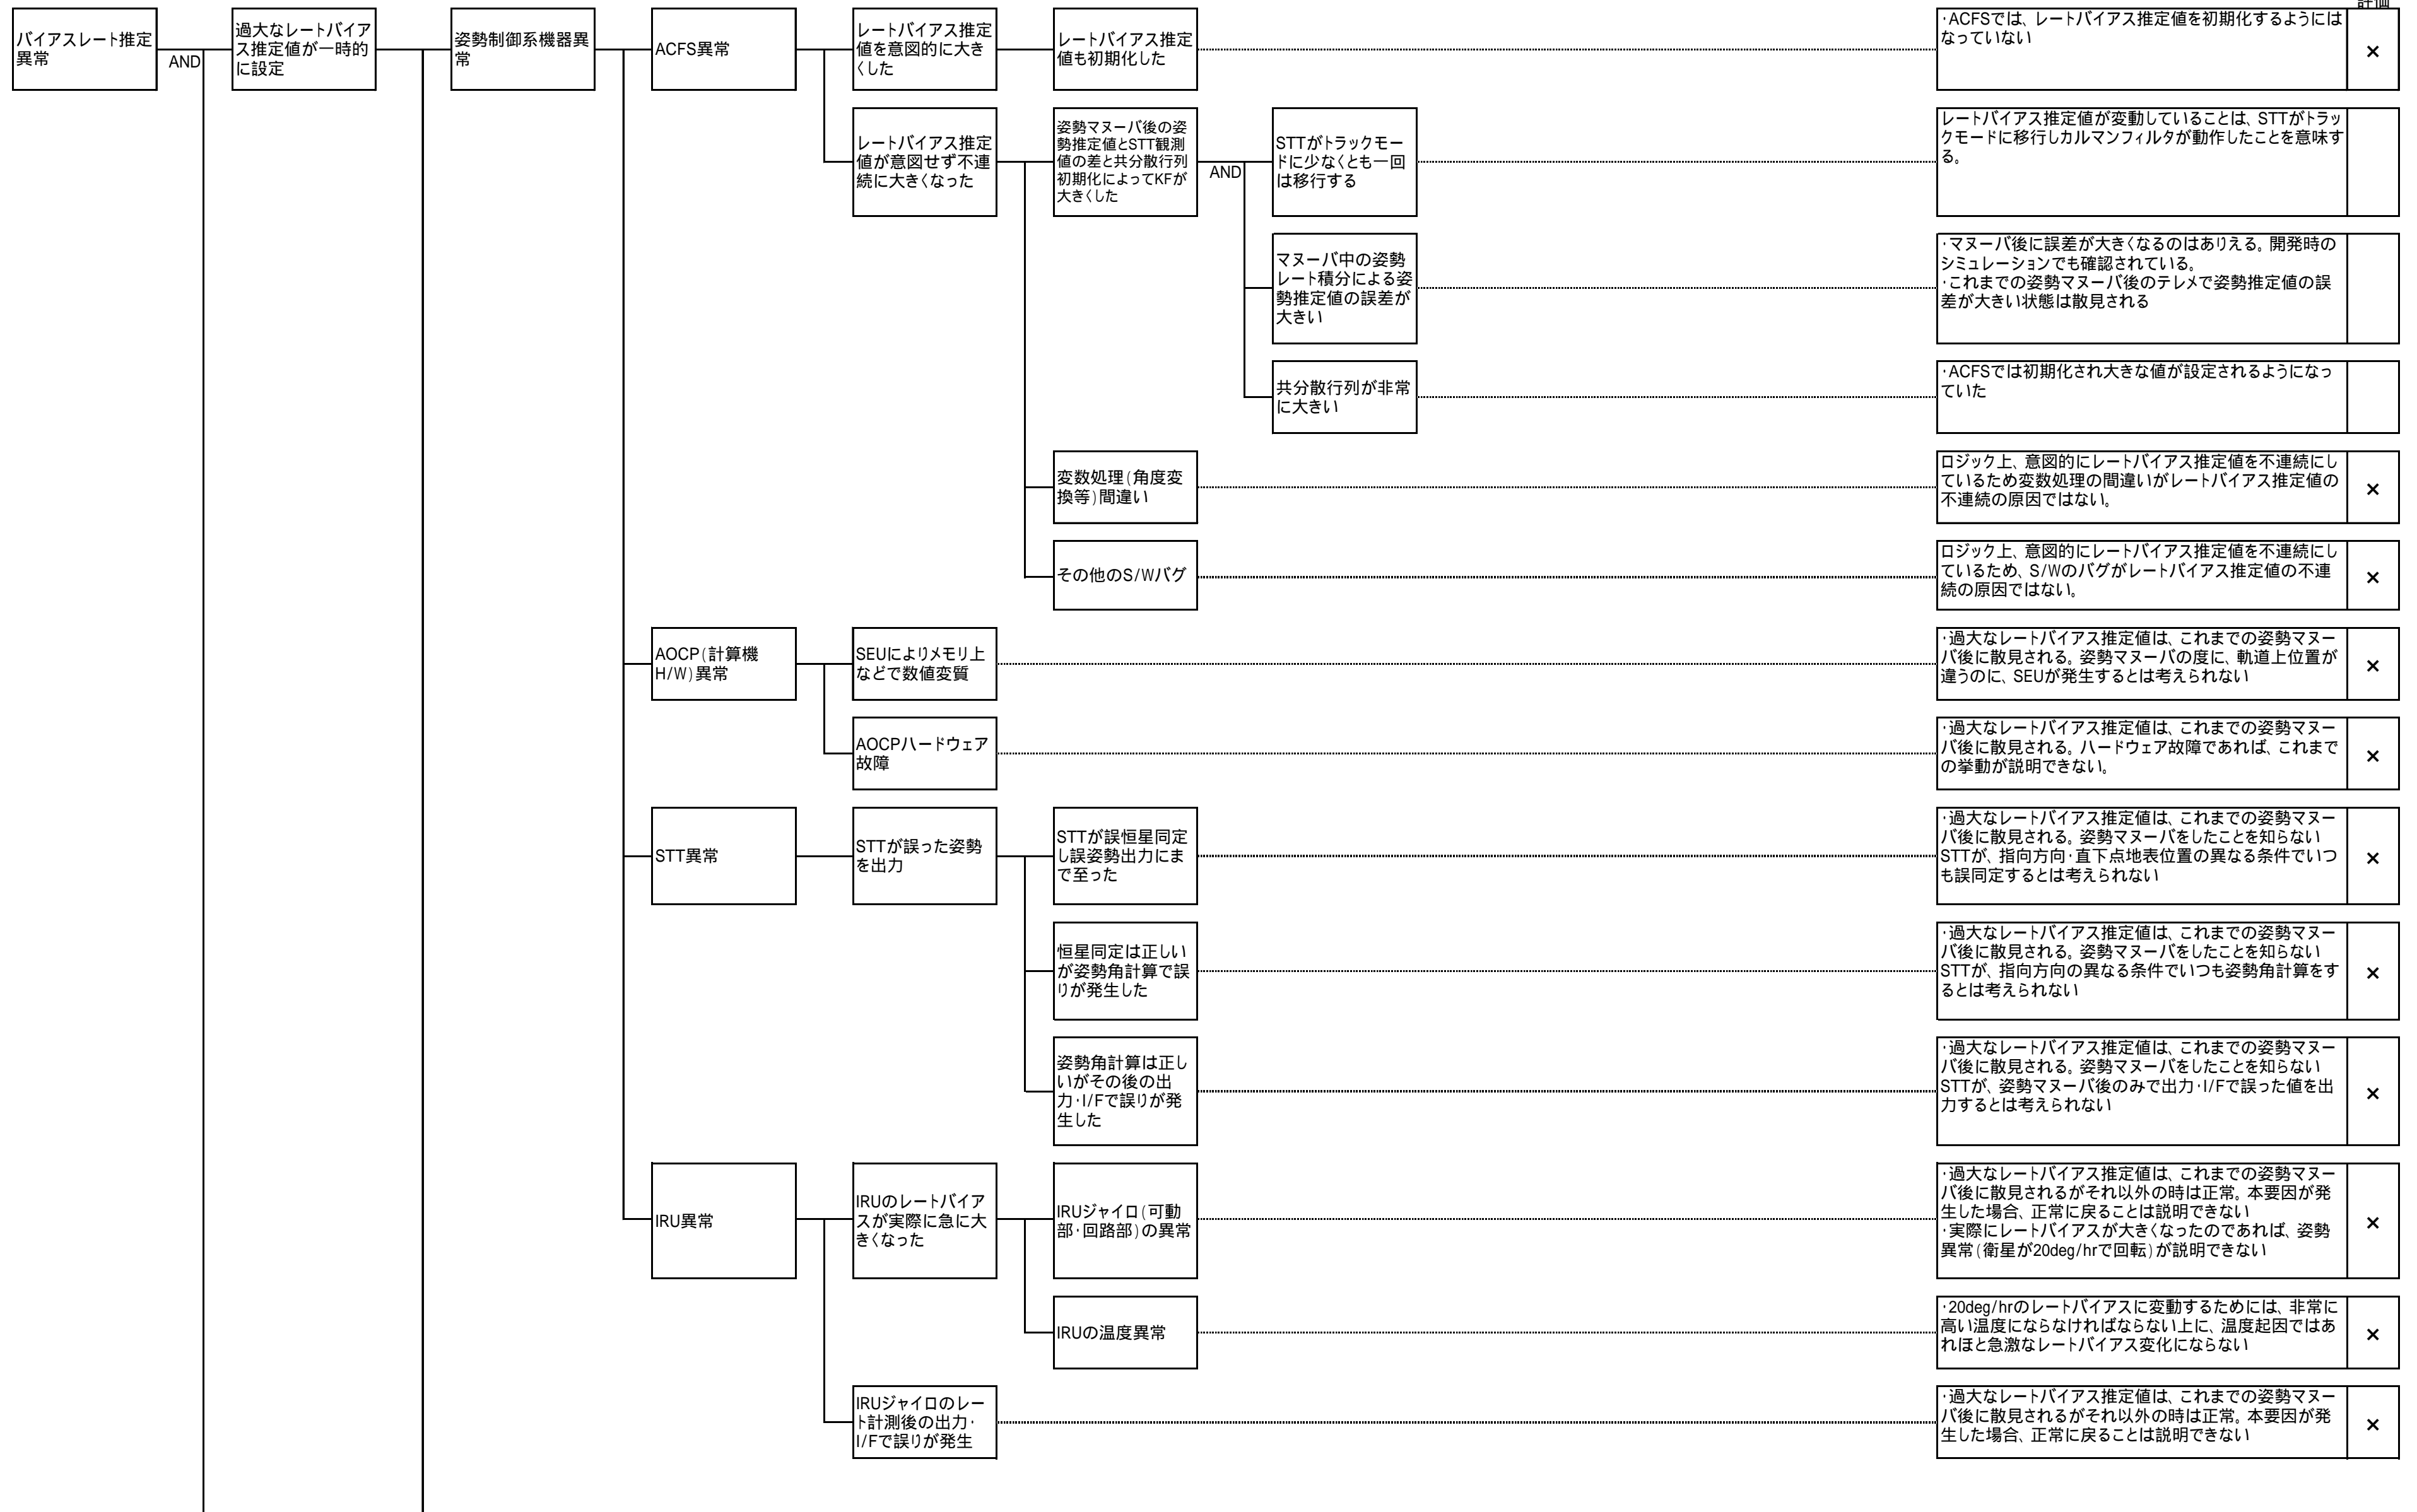 評価
バイアスレート推定
異常
AND
過大なレートバイア
ス推定値が一時的
に設定
姿勢制御系機器異
常
ACFS異常
レートバイアス推定
値を意図的に大き
くした
レートバイアス推定
値も初期化した
・ACFSでは、レートバイアス推定値を初期化するようには
なっていない
×
レートバイアス推定
値が意図せず不連
続に大きくなった
姿勢マヌーバ後の姿
勢推定値とSTT観測
値の差と共分散行列
初期化によってKFが
大きくした
AND
STTがトラックモー
ドに少なくとも一回
は移行する
レートバイアス推定値が変動していることは、STTがトラッ
クモードに移行しカルマンフィルタが動作したことを意味す
る。
マヌーバ中の姿勢
レート積分による姿
勢推定値の誤差が
大きい
・マヌーバ後に誤差が大きくなるのはありえる。開発時の
シミュレーションでも確認されている。
・これまでの姿勢マヌーバ後のテレメで姿勢推定値の誤
差が大きい状態は散見される
共分散行列が非常
に大きい
・ACFSでは初期化され大きな値が設定されるようになっ
ていた
変数処理(角度変
換等)間違い
ロジック上、意図的にレートバイアス推定値を不連続にし
ているため変数処理の間違いがレートバイアス推定値の
不連続の原因ではない。
×
その他のS/Wバグ
ロジック上、意図的にレートバイアス推定値を不連続にし
ているため、S/Wのバグがレートバイアス推定値の不連
続の原因ではない。
×
AOCP(計算機
H/W)異常
SEUによりメモリ上
などで数値変質
・過大なレートバイアス推定値は、これまでの姿勢マヌー
バ後に散見される。姿勢マヌーバの度に、軌道上位置が
違うのに、SEUが発生するとは考えられない
×
AOCPハードウェア
故障
・過大なレートバイアス推定値は、これまでの姿勢マヌー
バ後に散見される。ハードウェア故障であれば、これまで
の挙動が説明できない。
×
STT異常
STTが誤った姿勢
を出力
STTが誤恒星同定
し誤姿勢出力にま
で至った
・過大なレートバイアス推定値は、これまでの姿勢マヌー
バ後に散見される。姿勢マヌーバをしたことを知らない
STTが、指向方向・直下点地表位置の異なる条件でいつ
も誤同定するとは考えられない
×
恒星同定は正しい
が姿勢角計算で誤
りが発生した
・過大なレートバイアス推定値は、これまでの姿勢マヌー
バ後に散見される。姿勢マヌーバをしたことを知らない
STTが、指向方向の異なる条件でいつも姿勢角計算をす
るとは考えられない
×
姿勢角計算は正し
いがその後の出
力・I/Fで誤りが発
生した
・過大なレートバイアス推定値は、これまでの姿勢マヌー
バ後に散見される。姿勢マヌーバをしたことを知らない
STTが、姿勢マヌーバ後のみで出力・I/Fで誤った値を出
力するとは考えられない
×
IRU異常
IRUのレートバイア
スが実際に急に大
きくなった
IRUジャイロ(可動
部・回路部)の異常
・過大なレートバイアス推定値は、これまでの姿勢マヌー
バ後に散見されるがそれ以外の時は正常。本要因が発
生した場合、正常に戻ることは説明できない
・実際にレートバイアスが大きくなったのであれば、姿勢
異常(衛星が20deg/hrで回転)が説明できない
×
IRUの温度異常
・20deg/hrのレートバイアスに変動するためには、非常に
高い温度にならなければならない上に、温度起因ではあ
れほと急激なレートバイアス変化にならない
×
IRUジャイロのレー
ト計測後の出力・
I/Fで誤りが発生
・過大なレートバイアス推定値は、これまでの姿勢マヌー
バ後に散見されるがそれ以外の時は正常。本要因が発
生した場合、正常に戻ることは説明できない
×